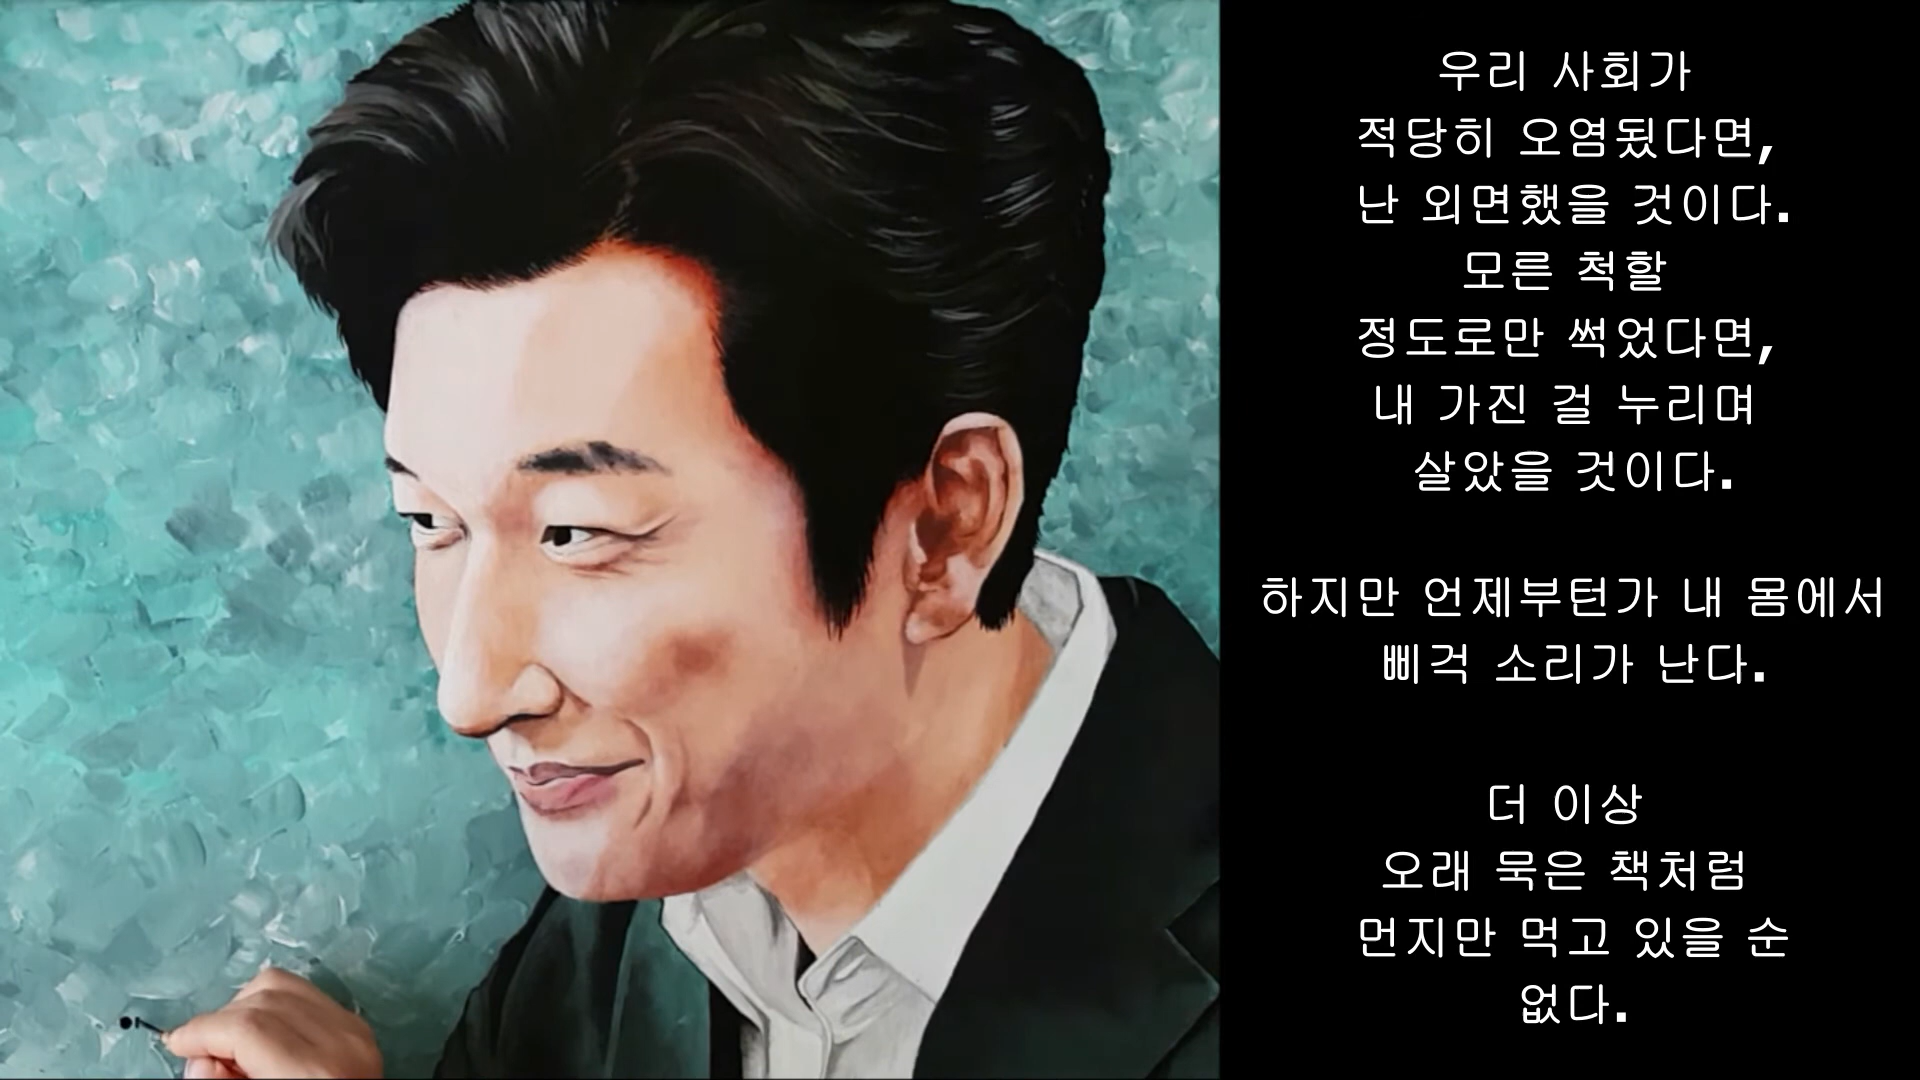 우리 사회가
적당히 오염됐다면,
난 외면했을 것이다.
모른 척할
정도로만 썩었다면,
내 가진 걸 누리며
살았을 것이다.
하지만 언제부턴가 내 몸에서
삐걱 소리가 난다.
더 이상
오래 묵은 책처럼
먼지만 먹고 있을 순
없다.